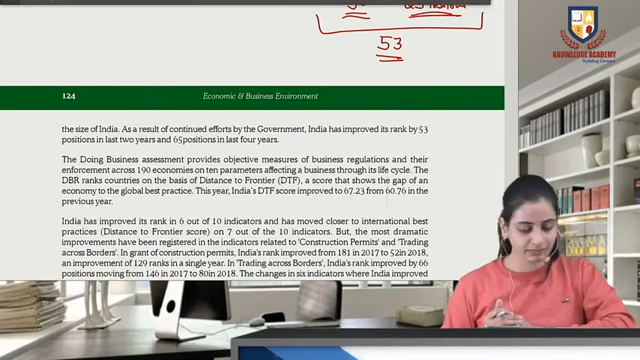 53
KNOWLEDGE ACADEMY
Building Careers
124
Economic & Business Environment
the size of India. As a result of continued efforts by the Government, India has improved its rank by 53
positions in last two years and 65positions in last four years.
The Doing Business assessment provides objective measures of business regulations and their
enforcement across 190 economies on ten parameters affecting a business through its life cycle. The
DBR ranks countries on the basis of Distance to Frontier (DTF), a score that shows the gap of an
economy to the global best practice. This year, India's DTF score improved to 67.23 from 60.76 in the
previous year.
India has improved its rank in 6 out of 10 indicators and has moved closer to international best
practices (Distance to Frontier score) on 7 out of the 10 indicators. But, the most dramatic
improvements have been registered in the indicators related to 'Construction Permits' and 'Trading
across Borders'. In grant of construction permits, India's rank improved from 181 in 2017 to 52in 2018,
an improvement of 129 ranks in a single year. In 'Trading across Borders', India's rank improved by 66
positions moving from 146 in 2017 to 80in 2018. The changes in six indicators where India improved